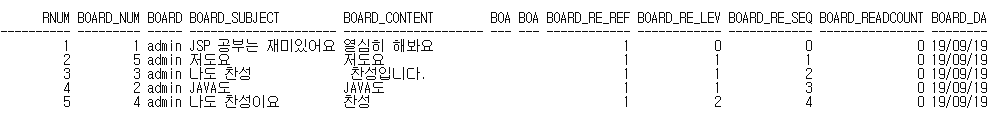 RNUM BOARD_NUM BOARD BOARD_SUBJECT BOARD_CONTENT BOA BOA BOARD_RE_REF BOARD_RE_LEV BOARD_RE_SEQ BOARD_READCOUNT BOARD_DA
---------- ---------- ----- -------------------- -------------------- --- --- ------------ ------------ ------------ --------------- --------
1 1 admin JSP 공부는 재미있어요 열심히 해봐요 1 0 0 0 19/09/19
2 5 admin 저도요 저도요 1 1 1 0 19/09/19
3 3 admin 나도 찬성 찬성입니다. 1 1 2 0 19/09/19
4 2 admin JAVA도 JAVA도 1 1 3 0 19/09/19
5 4 admin 나도 찬성이요 찬성 1 2 4 0 19/09/19